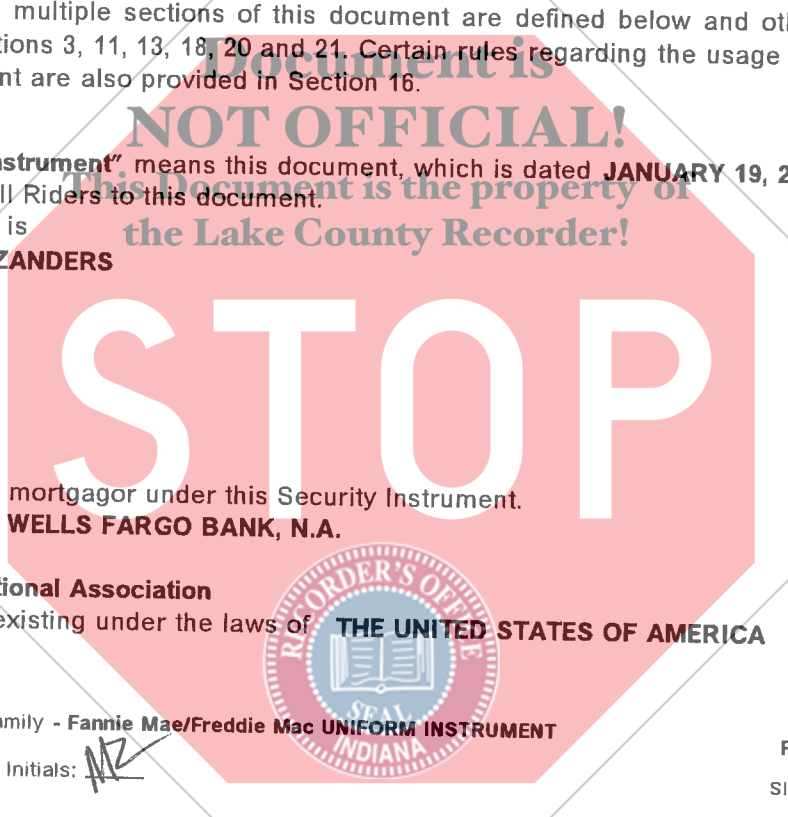 multiple sections of this document are defined below and ot
tions 3, 11, 13, 18, 20 and 21. Certain rules regarding the usage
nt are also provided in Section 16.
Document is
NOT OFFICIAL!
This Document is the property of
the Lake County Recorder!
nstrument" means this document, which is dated JANUARY 19, 2
ll Riders to this document.
is
ZANDERS
STOP
mortgagor under this Security Instrument.
WELLS FARGO BANK, N.A.
tional Association
existing under the laws of THE UNITED STATES OF AMERICA
RECORDER'S OFFICE
SEAL
INDIANA
amily - Fannie Mae/Freddie Mac UNIFORM INSTRUMENT
Initials: MZ